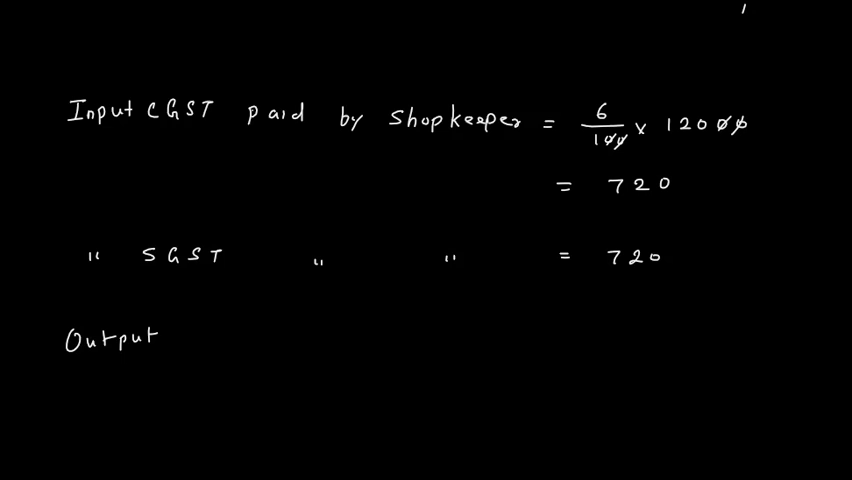 Input CGST paid by shopkeeper = 6/100 x 12000
= 720
" SGST " " = 720
Output